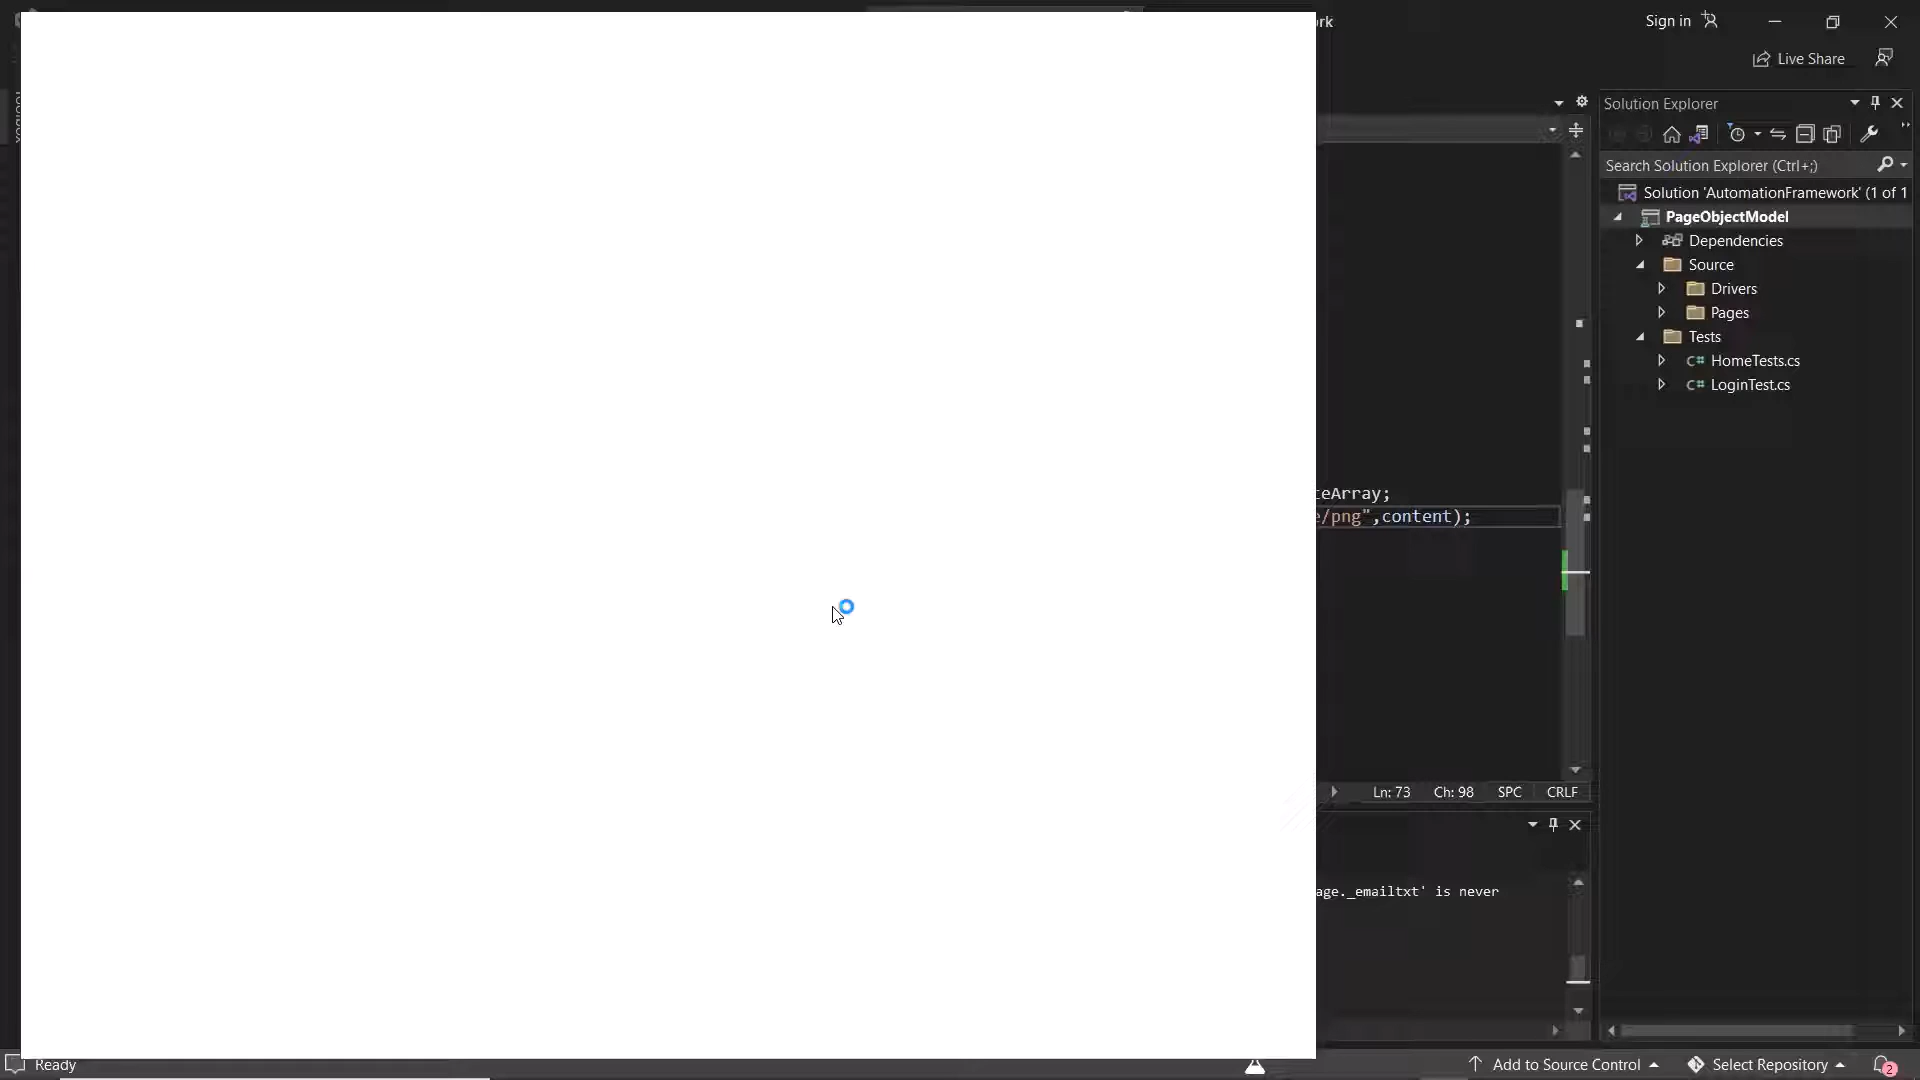 rk
Sign in
Live Share
Solution Explorer
Search Solution Explorer (Ctrl+;)
Solution 'AutomationFramework' (1 of 1
PageObjectModel
Dependencies
Source
Drivers
Pages
Tests
C# HomeTests.cs
C# LoginTest.cs
teArray;
e/png",content);
Ln: 73 Ch: 98 SPC CRLF
age._emailtxt' is never
Ready
Add to Source Control
Select Repository
2